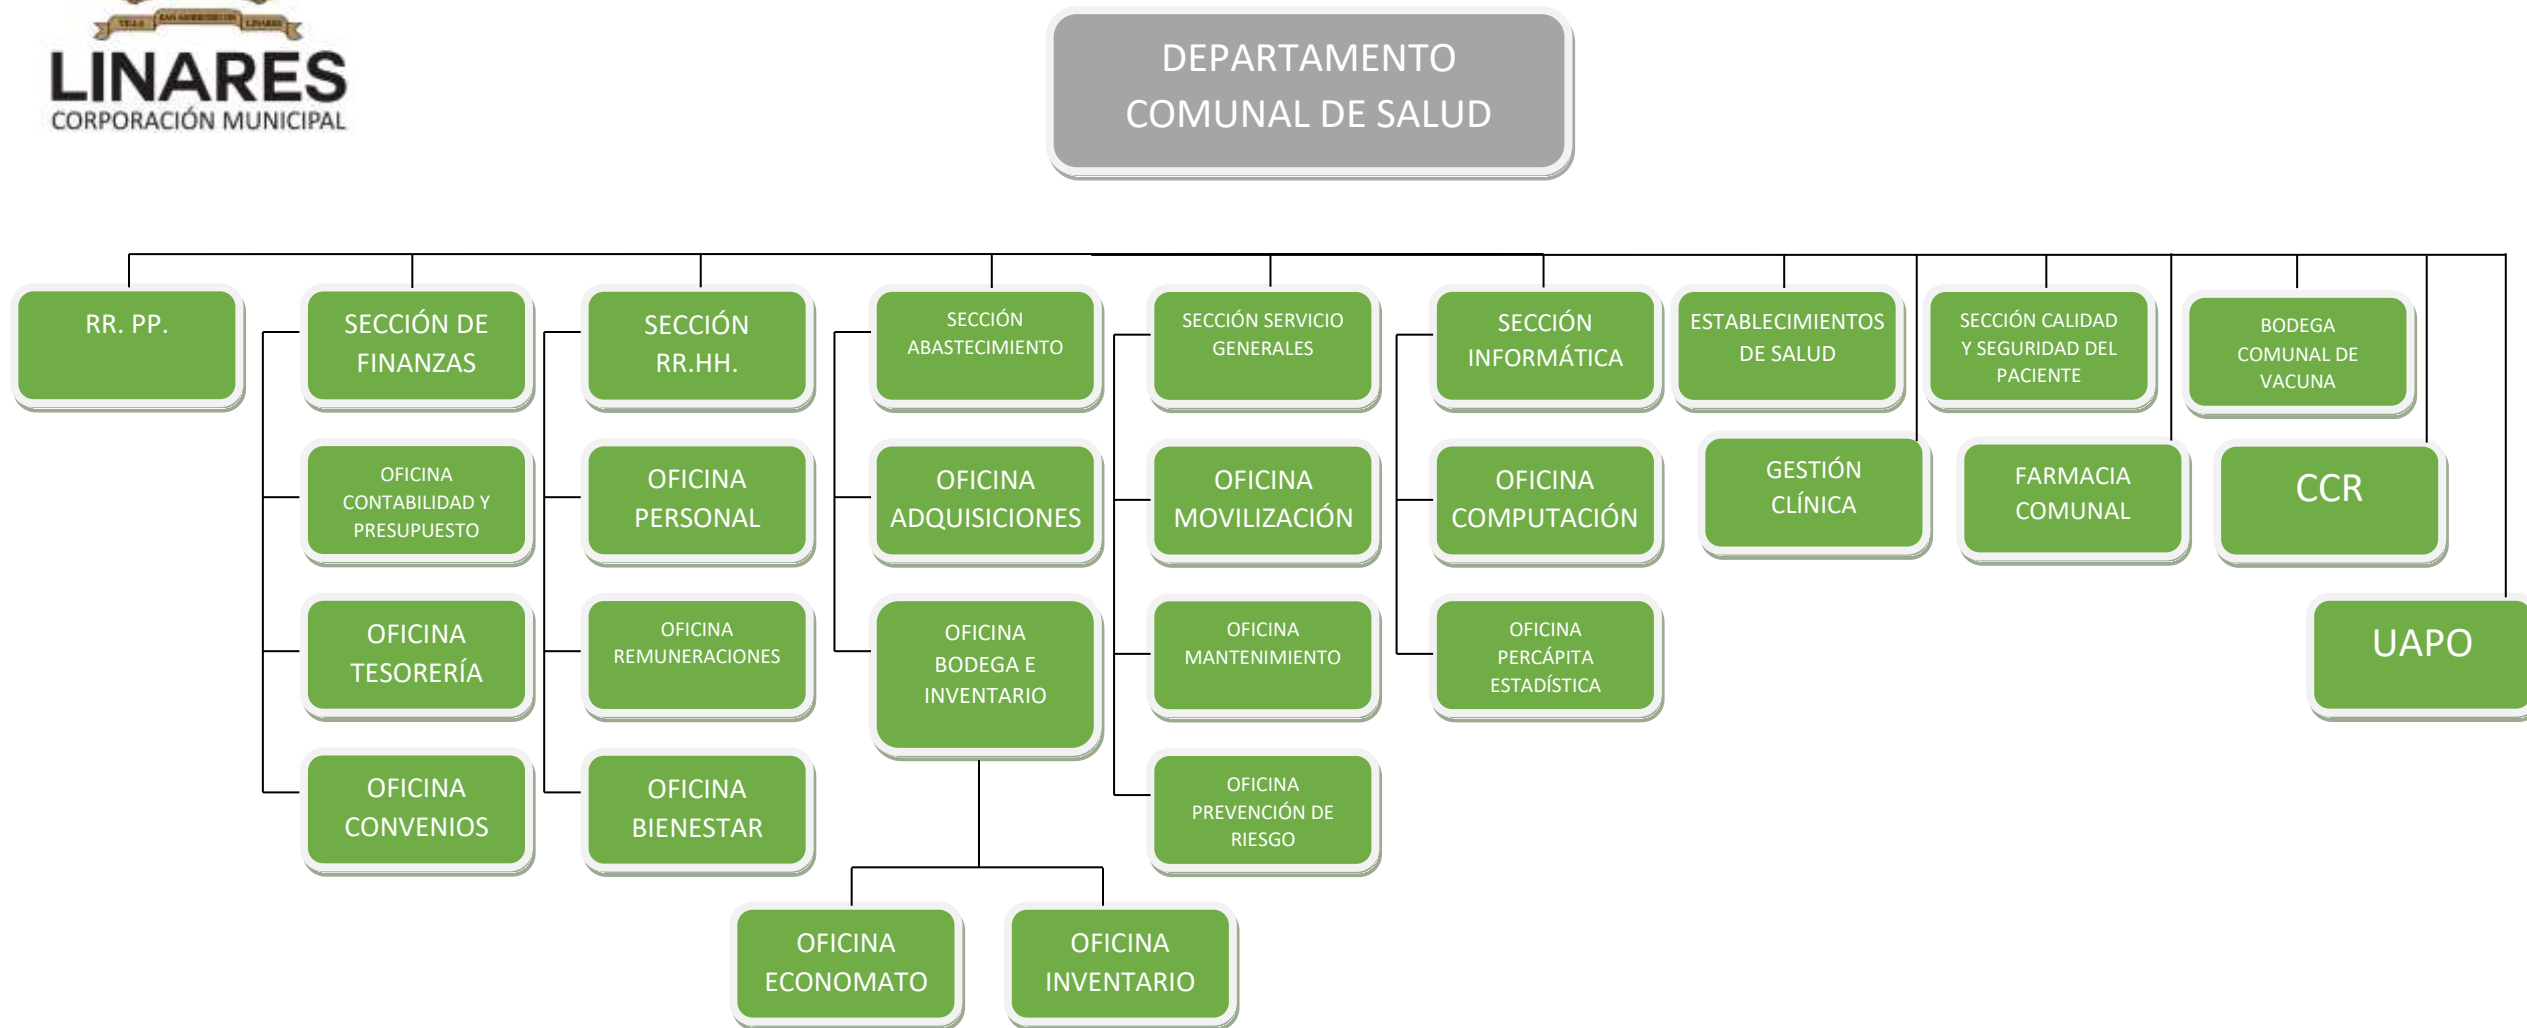 LINARES
CORPORACIÓN MUNICIPAL
DEPARTAMENTO
COMUNAL DE SALUD
RR. PP.
SECCIÓN DE
FINANZAS
SECCIÓN
RR.HH.
SECCIÓN
ABASTECIMIENTO
SECCIÓN SERVICIO
GENERALES
SECCIÓN
INFORMÁTICA
ESTABLECIMIENTOS
DE SALUD
SECCIÓN CALIDAD
Y SEGURIDAD DEL
PACIENTE
BODEGA
COMUNAL DE
VACUNA
OFICINA
CONTABILIDAD Y
PRESUPUESTO
OFICINA
PERSONAL
OFICINA
ADQUISICIONES
OFICINA
MOVILIZACIÓN
OFICINA
COMPUTACIÓN
GESTIÓN
CLÍNICA
FARMACIA
COMUNAL
CCR
OFICINA
TESORERÍA
OFICINA
REMUNERACIONES
OFICINA
BODEGA E
INVENTARIO
OFICINA
MANTENIMIENTO
OFICINA
PERCÁPITA
ESTADÍSTICA
UAPO
OFICINA
CONVENIOS
OFICINA
BIENESTAR
OFICINA
PREVENCIÓN DE
RIESGO
OFICINA
ECONOMATO
OFICINA
INVENTARIO